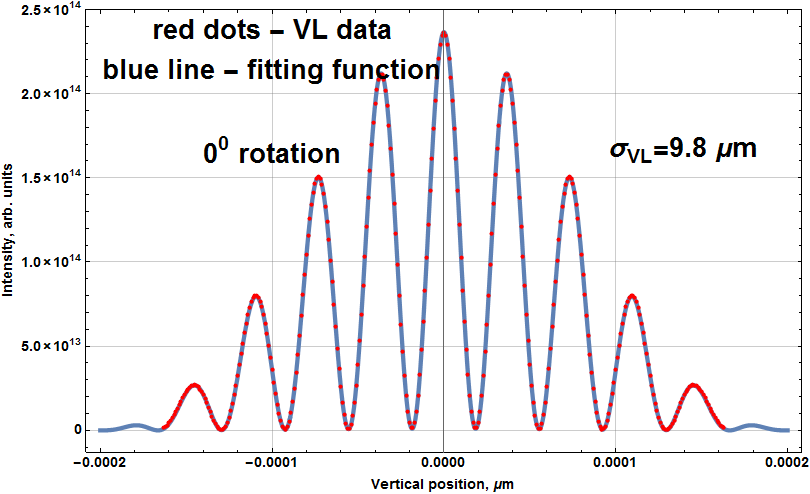 2.5×10¹⁴
red dots – VL data
blue line – fitting function
2.0×10¹⁴
0⁰ rotation
σVL=9.8 μm
1.5×10¹⁴
Intensity, arb. units
1.0×10¹⁴
5.0×10¹³
0
−0.0002 −0.0001 0.0000 0.0001 0.0002
Vertical position, μm